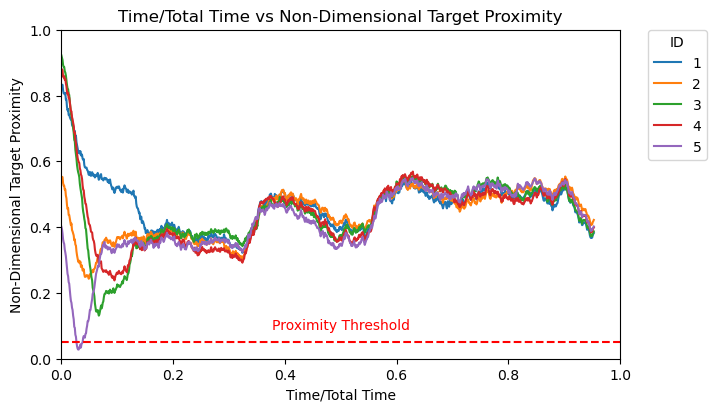 Time/Total Time vs Non-Dimensional Target Proximity
ID
1
2
3
4
5
Non-Dimensional Target Proximity
1.0
0.8
0.6
0.4
0.2
0.0
Proximity Threshold
0.0 0.2 0.4 0.6 0.8 1.0
Time/Total Time